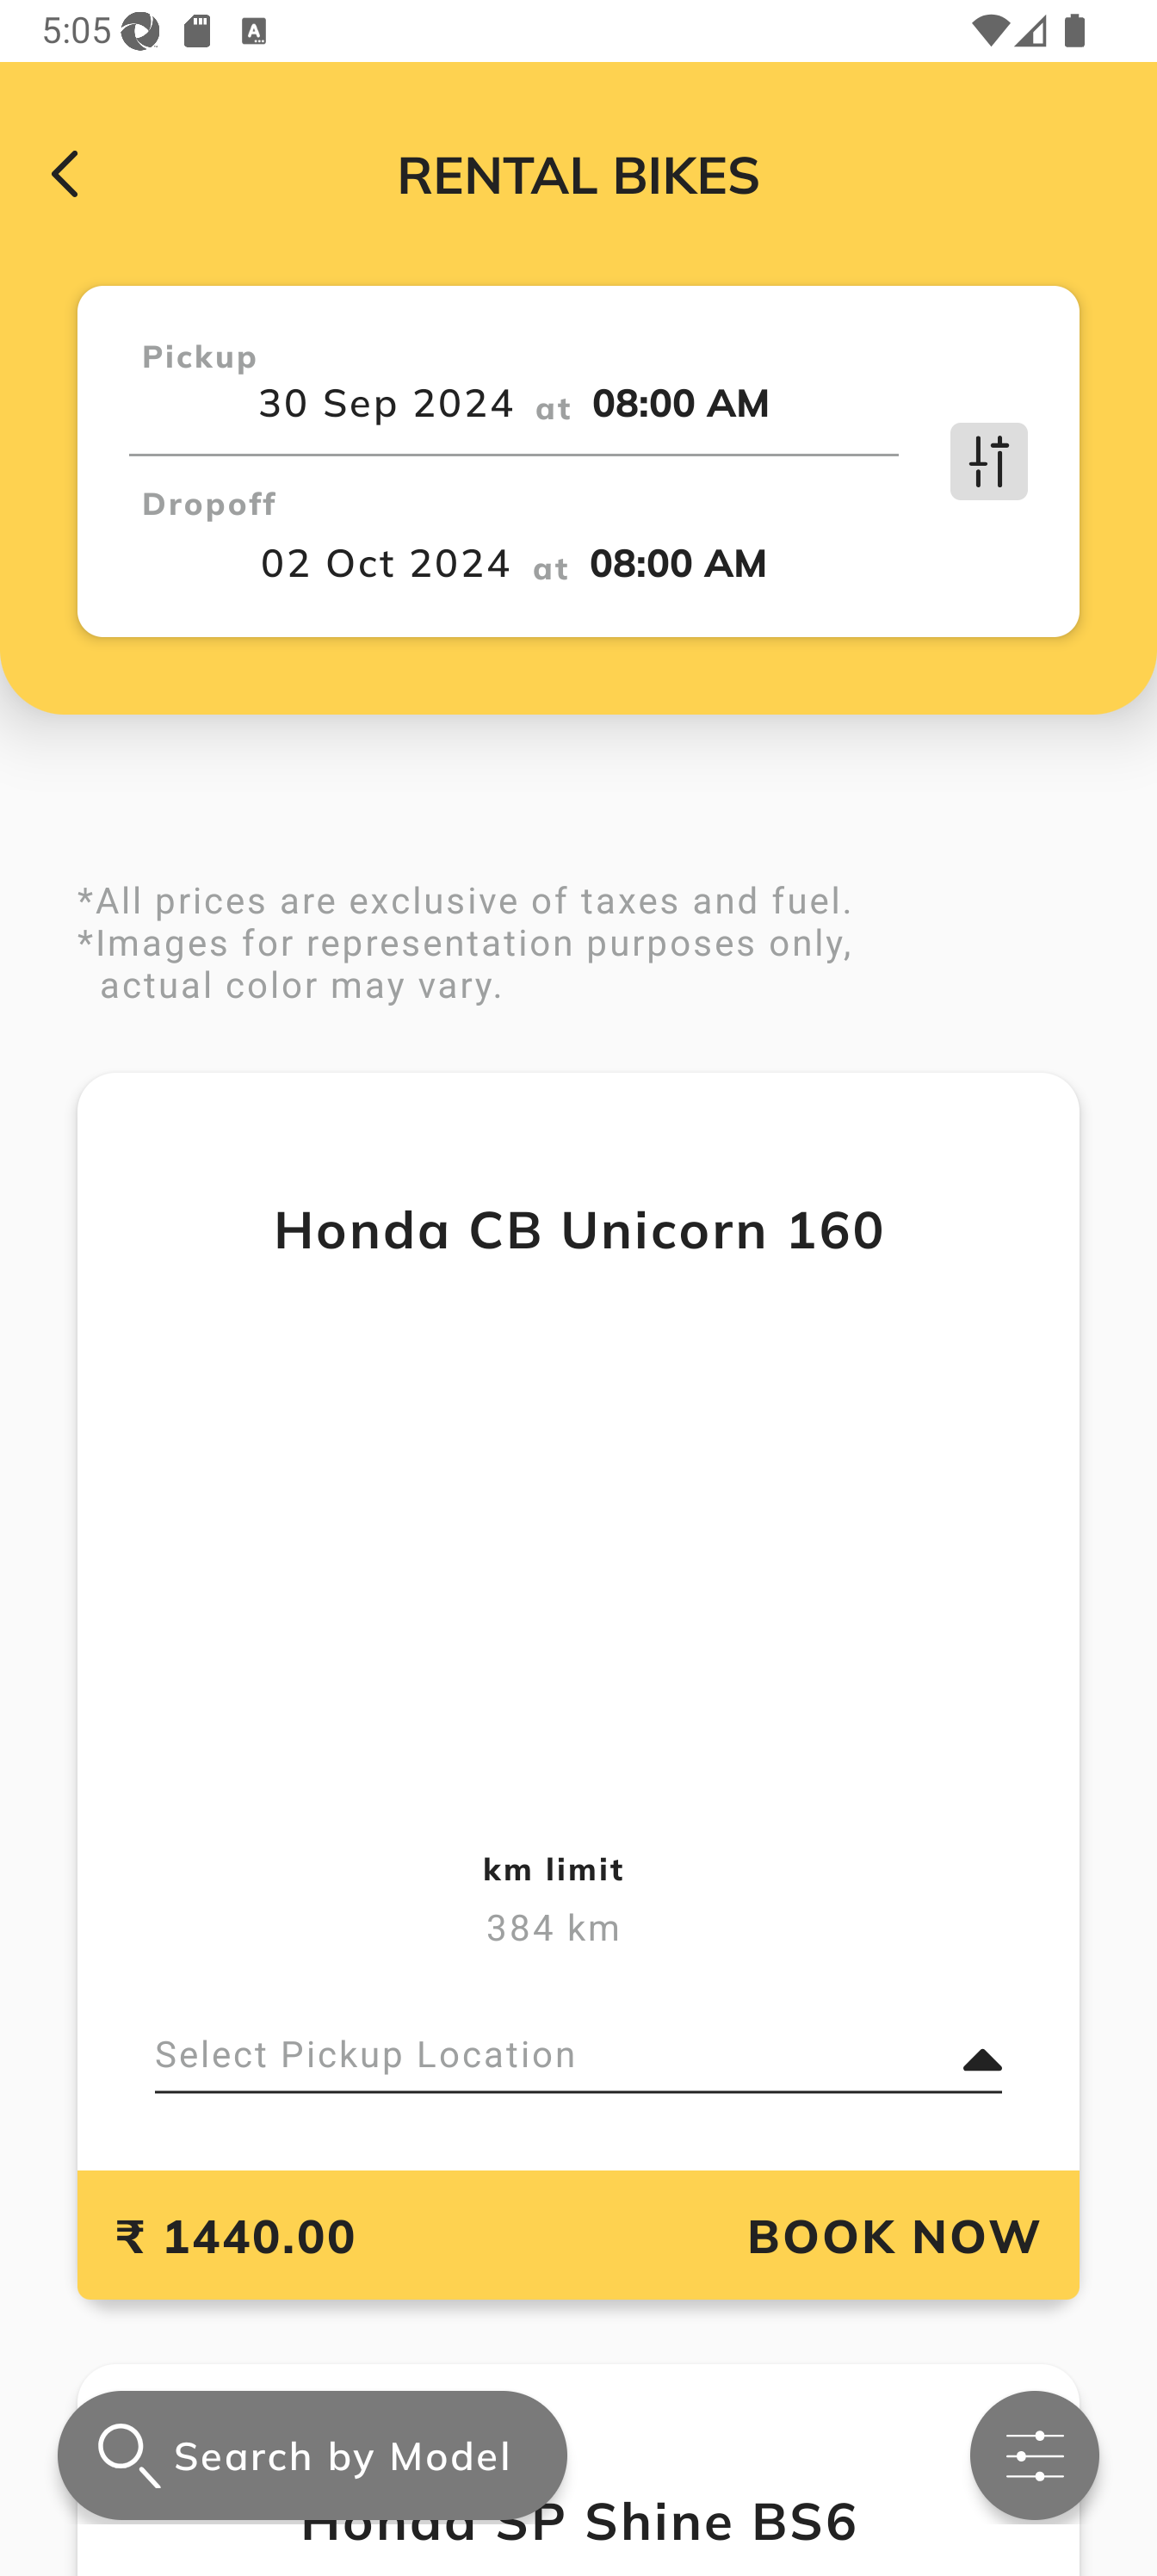 5:05
RENTAL BIKES
Pickup
30 Sep 2024 at 08:00 AM
Dropoff
02 Oct 2024 at 08:00 AM
*All prices are exclusive of taxes and fuel.
*Images for representation purposes only,
actual color may vary.
Honda CB Unicorn 160
km limit
384 km
Select Pickup Location
₹ 1440.00 BOOK NOW
Search by Model
Honda SP Shine BS6